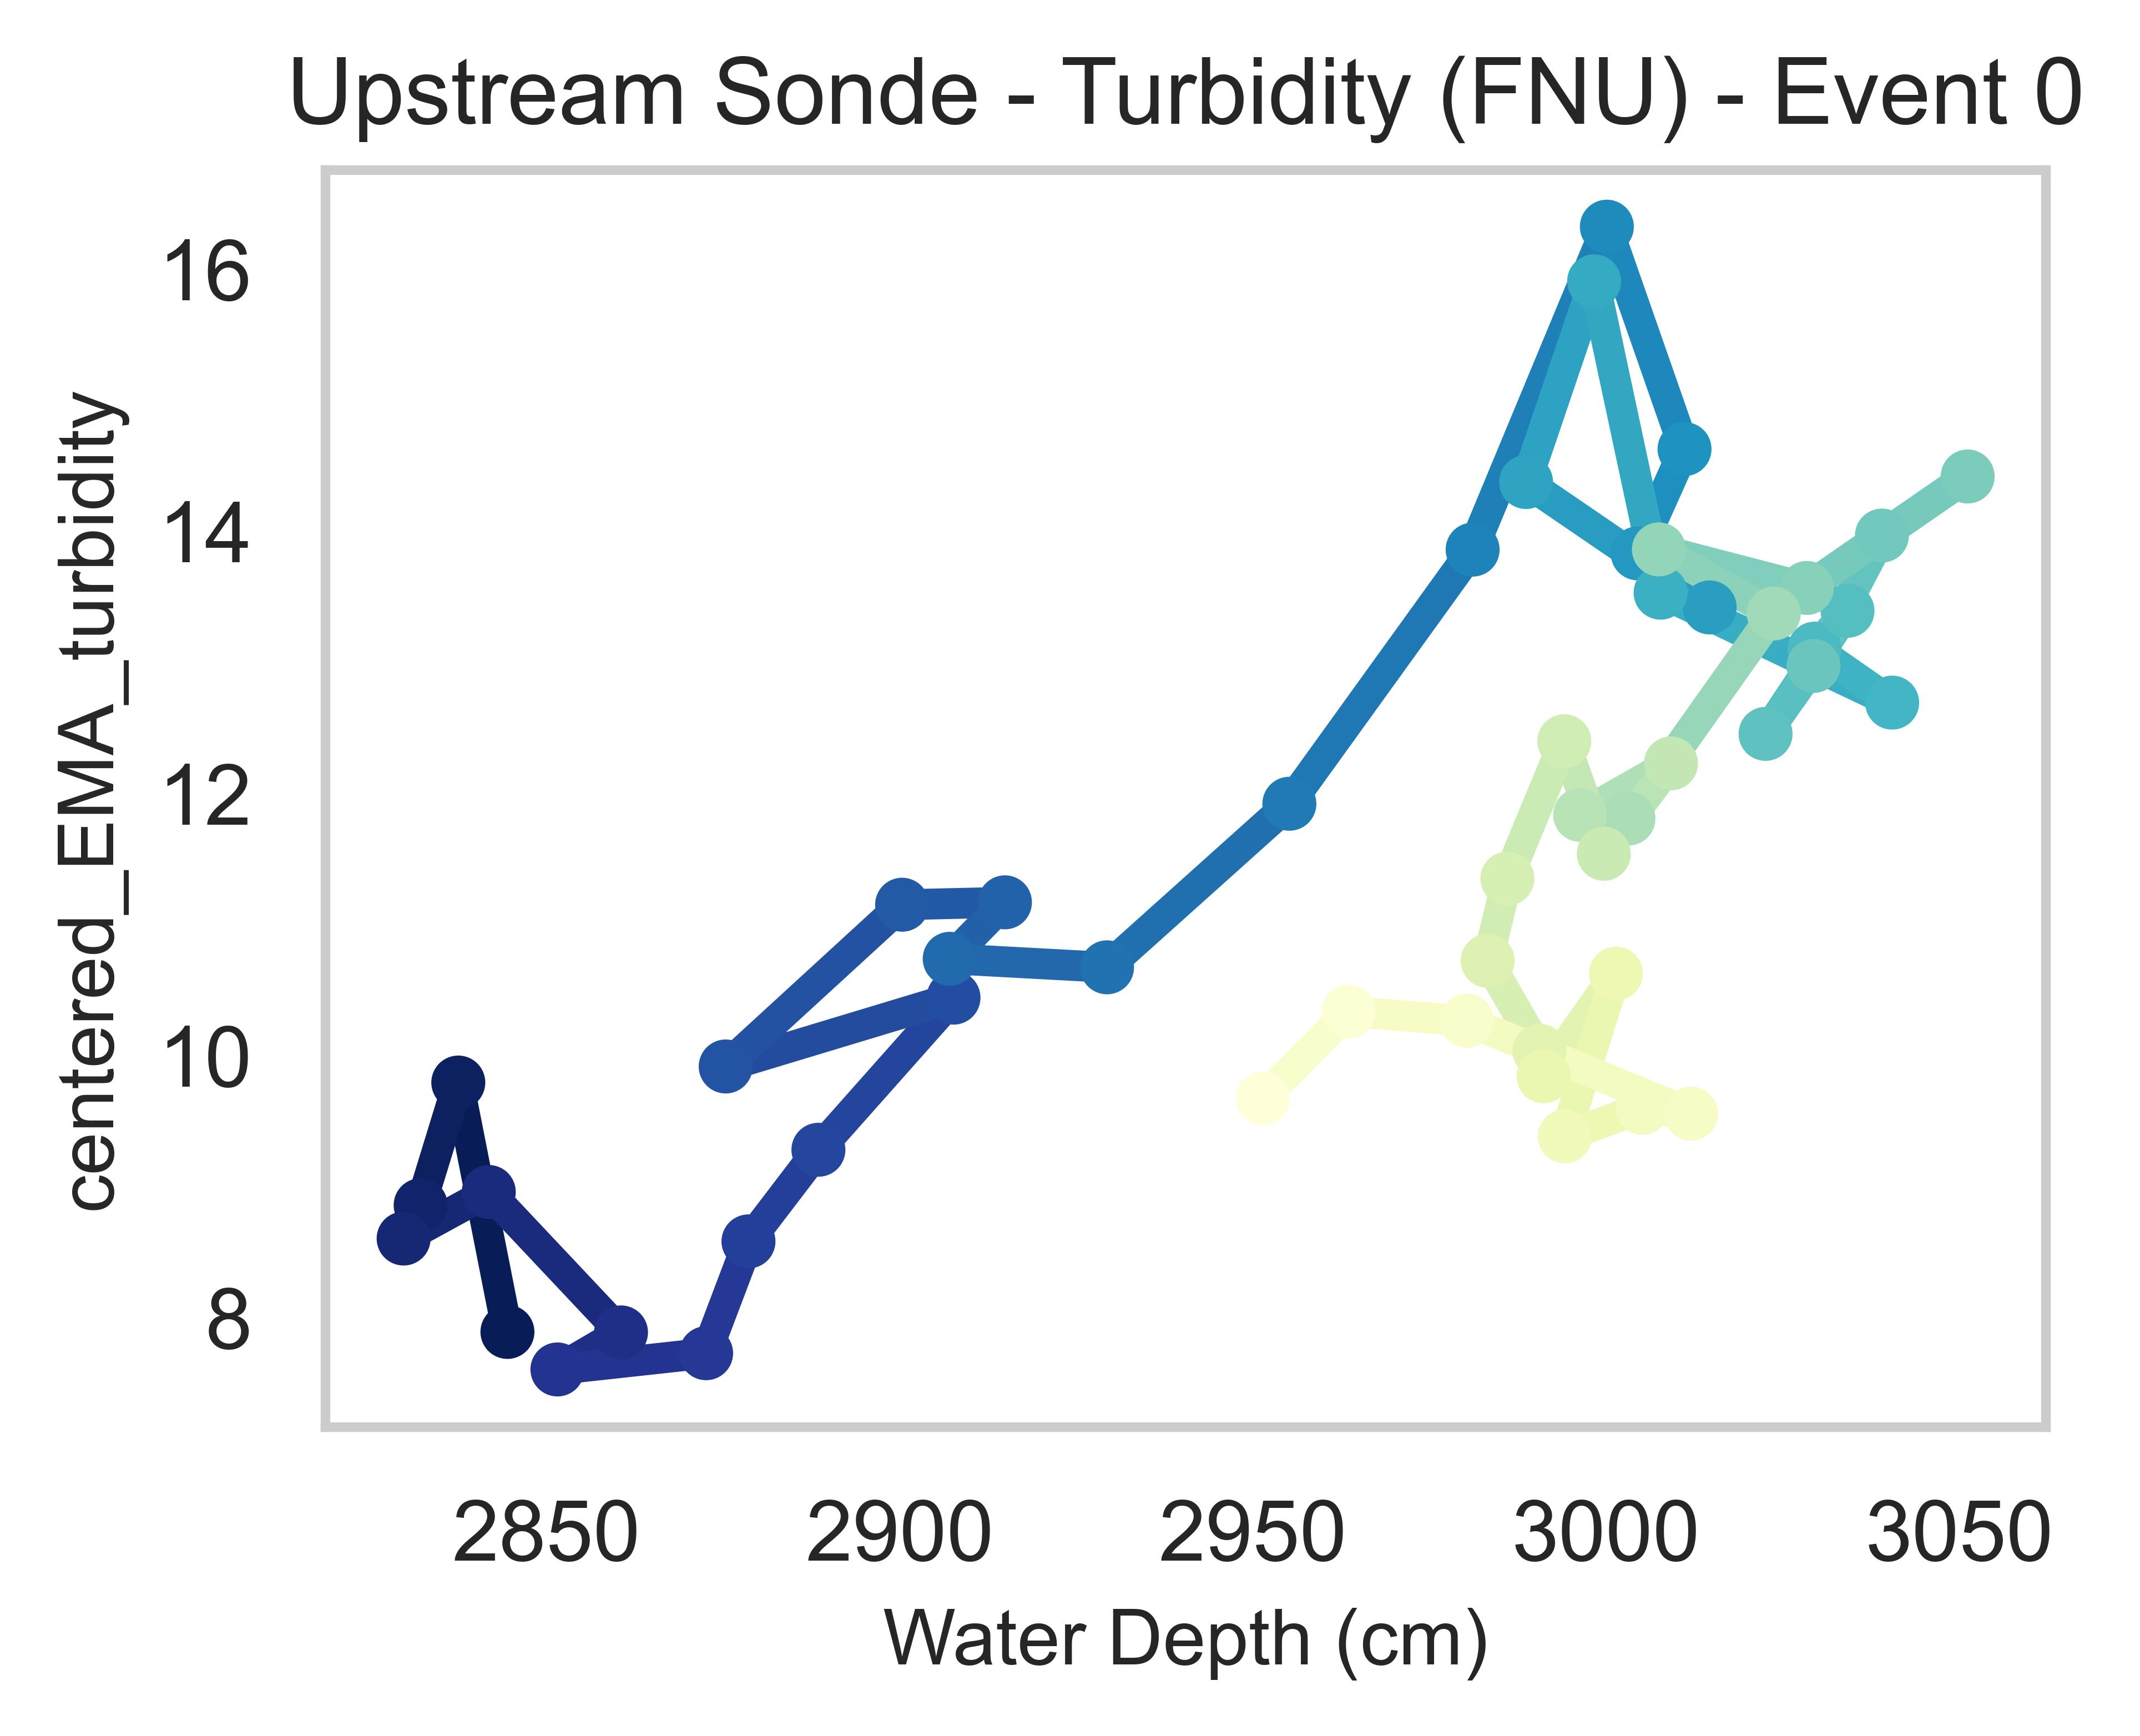 Upstream Sonde - Turbidity (FNU) - Event 0
centered_EMA_turbidity
16
14
12
10
8
2850 2900 2950 3000 3050
Water Depth (cm)